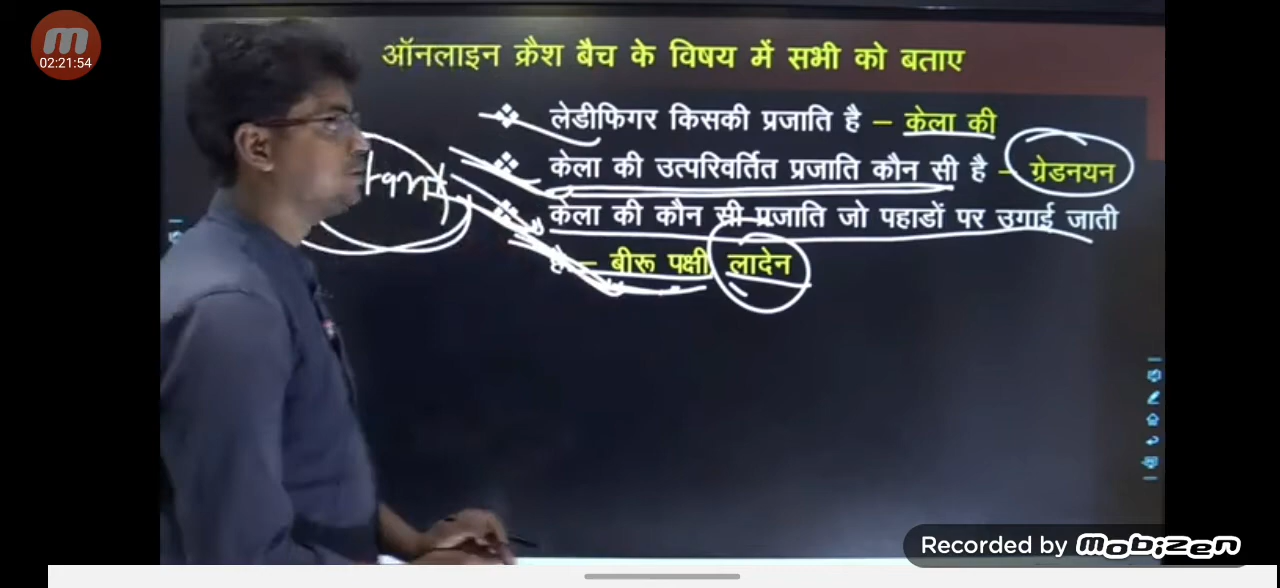 02:21:54
ऑनलाइन क्रैश बैच के विषय में सभी को बताए
लेडीफिगर किसकी प्रजाति है – केला की
केला की उत्परिवर्तित प्रजाति कौन सी है – ग्रेडनयन
केला की कौन सी प्रजाति जो पहाडों पर उगाई जाती
है – बीरू पक्षी लादेन
Recorded by mobizen